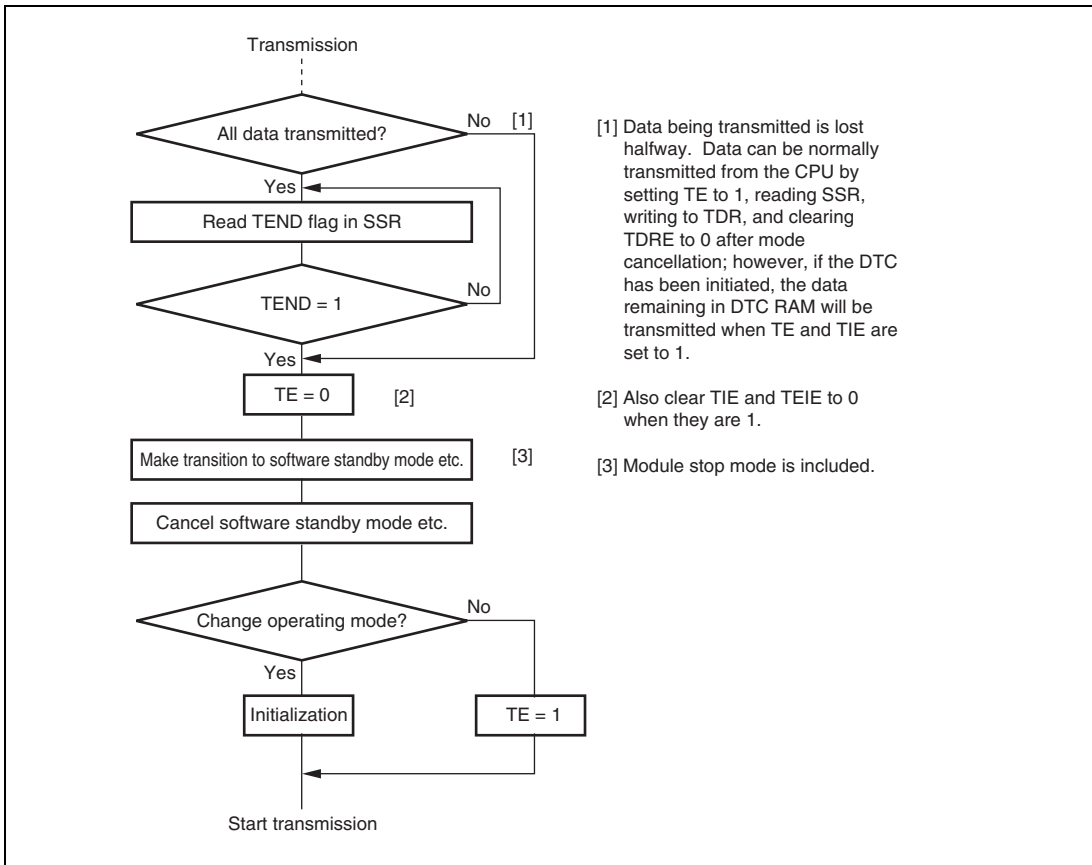 Transmission
All data transmitted?
No [1]
Yes
Read TEND flag in SSR
TEND = 1
No
Yes
TE = 0
[2]
Make transition to software standby mode etc.
[3]
Cancel software standby mode etc.
Change operating mode?
No
Yes
Initialization
TE = 1
Start transmission
[1] Data being transmitted is lost
halfway. Data can be normally
transmitted from the CPU by
setting TE to 1, reading SSR,
writing to TDR, and clearing
TDRE to 0 after mode
cancellation; however, if the DTC
has been initiated, the data
remaining in DTC RAM will be
transmitted when TE and TIE are
set to 1.
[2] Also clear TIE and TEIE to 0
when they are 1.
[3] Module stop mode is included.